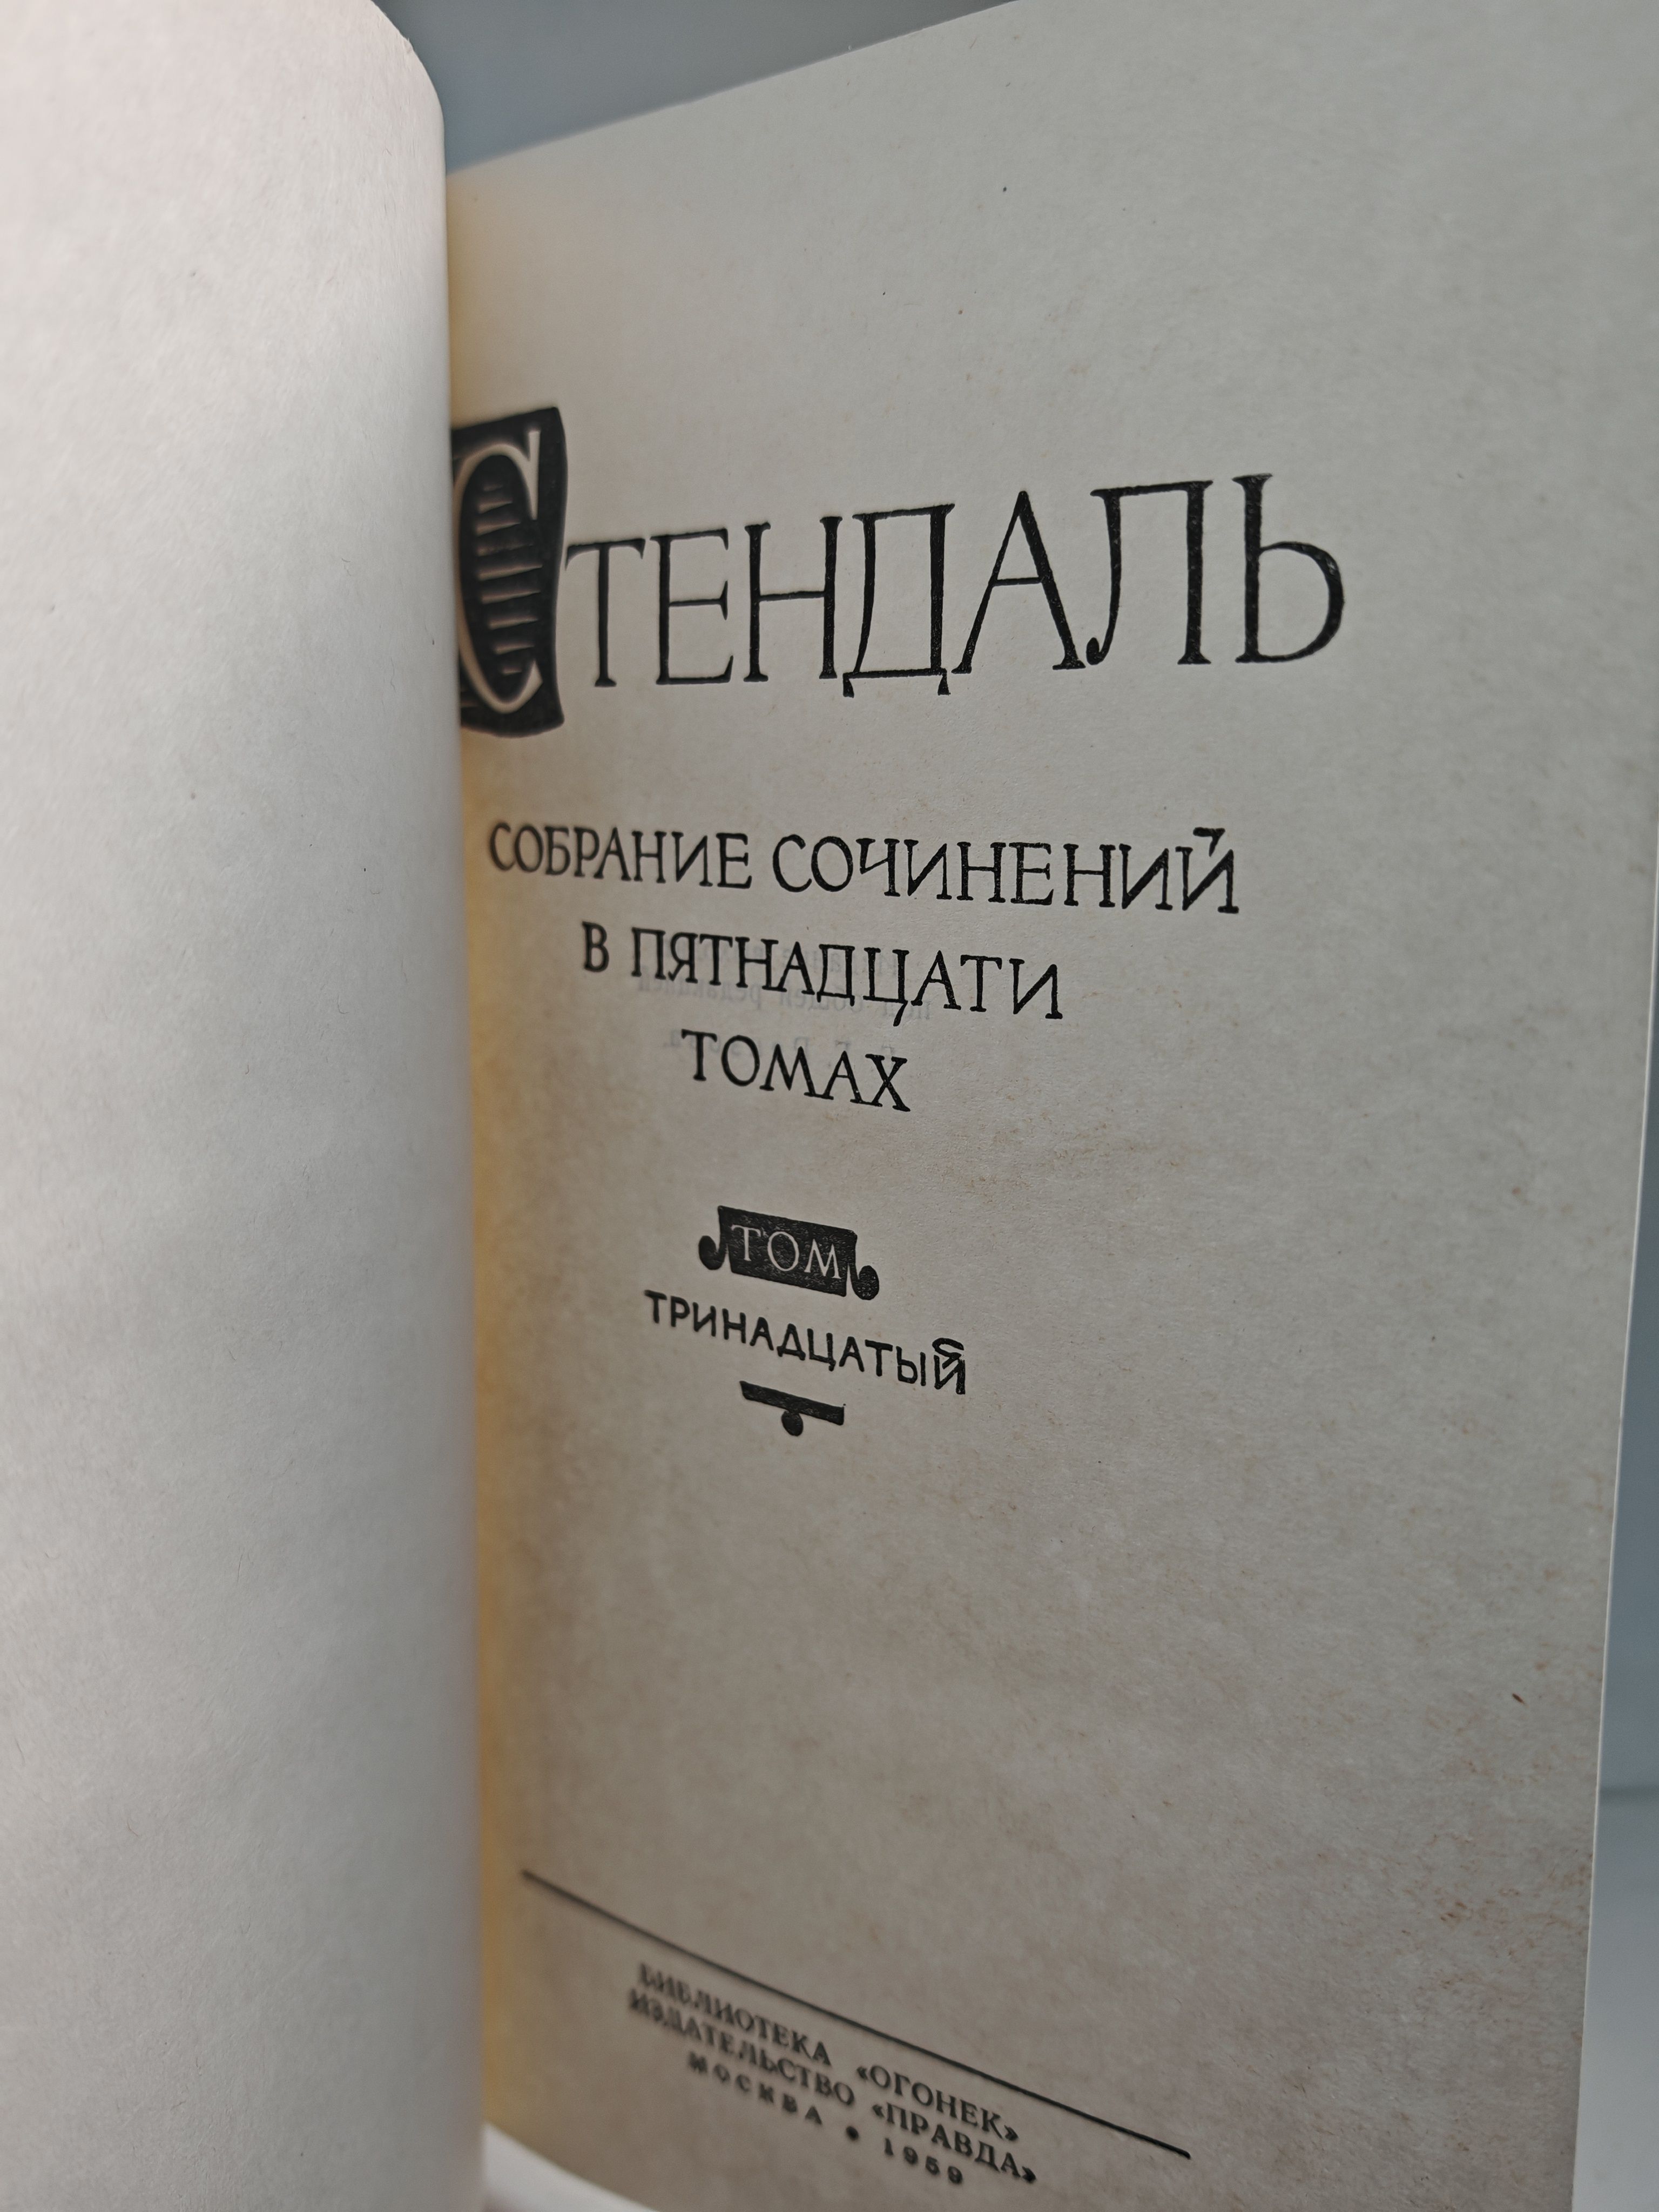 СТЕНДАЛЬ
СОБРАНИЕ СОЧИНЕНИЙ
В ПЯТНАДЦАТИ
ТОМАХ
ТОМ
ТРИНАДЦАТЫЙ
БИБЛИОТЕКА «ОГОНЕК»
ИЗДАТЕЛЬСТВО «ПРАВДА»
МОСКВА • 1959